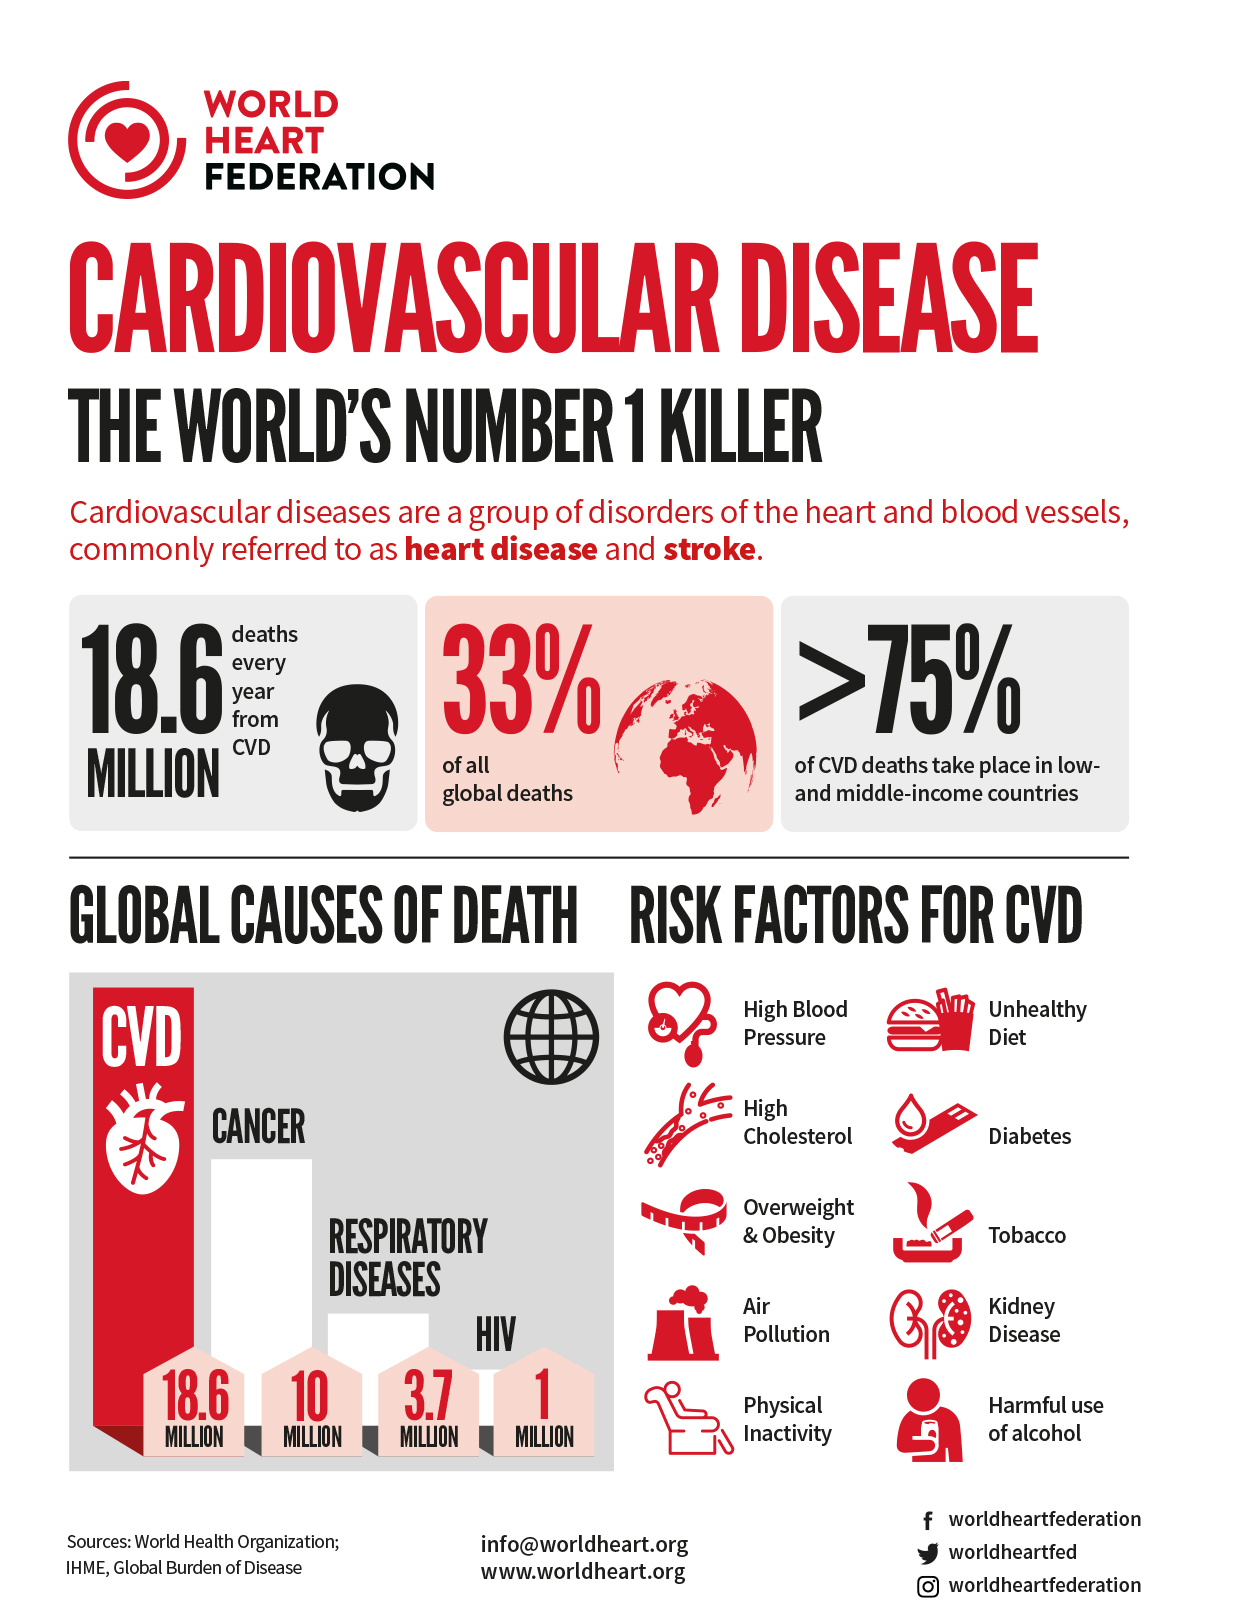 WORLD
HEART
FEDERATION
CARDIOVASCULAR DISEASE
THE WORLD'S NUMBER 1 KILLER
Cardiovascular diseases are a group of disorders of the heart and blood vessels,
commonly referred to as heart disease and stroke.
18.6
MILLION
deaths
every
year
from
CVD
33%
of all
global deaths
>75%
of CVD deaths take place in low-
and middle-income countries
GLOBAL CAUSES OF DEATH
CVD
CANCER
RESPIRATORY
DISEASES
HIV
18.6
MILLION
10
MILLION
3.7
MILLION
1
MILLION
RISK FACTORS FOR CVD
High Blood
Pressure
Unhealthy
Diet
High
Cholesterol
Diabetes
Overweight
& Obesity
Tobacco
Air
Pollution
Kidney
Disease
Physical
Inactivity
Harmful use
of alcohol
Sources: World Health Organization;
IHME, Global Burden of Disease
info@worldheart.org
www.worldheart.org
worldheartfederation
worldheartfed
worldheartfederation